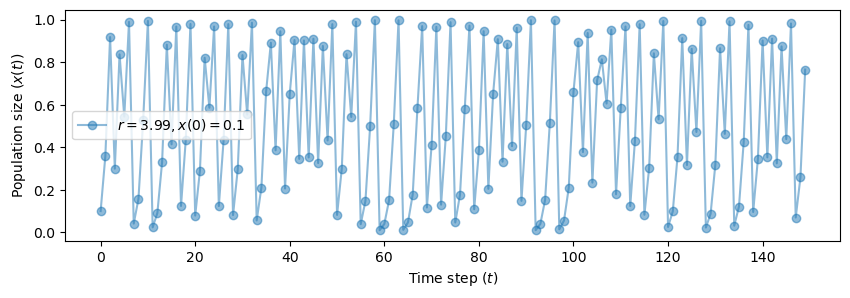 1.0
0.8
0.6
0.4
0.2
0.0
Population size (x(t))
r = 3.99, x(0) = 0.1
0 20 40 60 80 100 120 140
Time step (t)